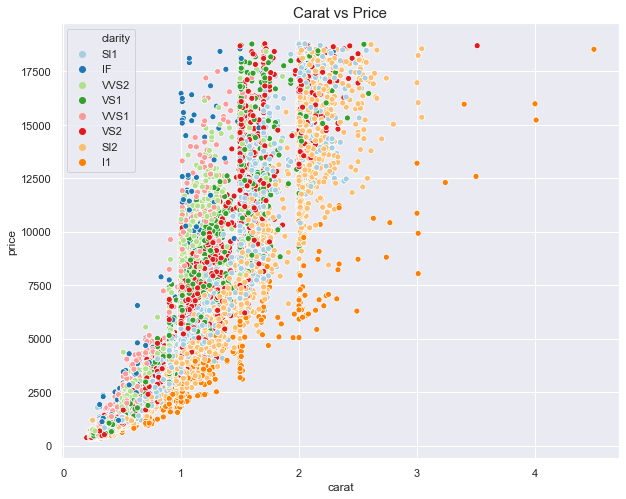 Carat vs Price
clarity
SI1
IF
VVS2
VS1
VVS1
VS2
SI2
I1
17500
15000
12500
10000
7500
5000
2500
0
price
0
1
2
3
4
carat